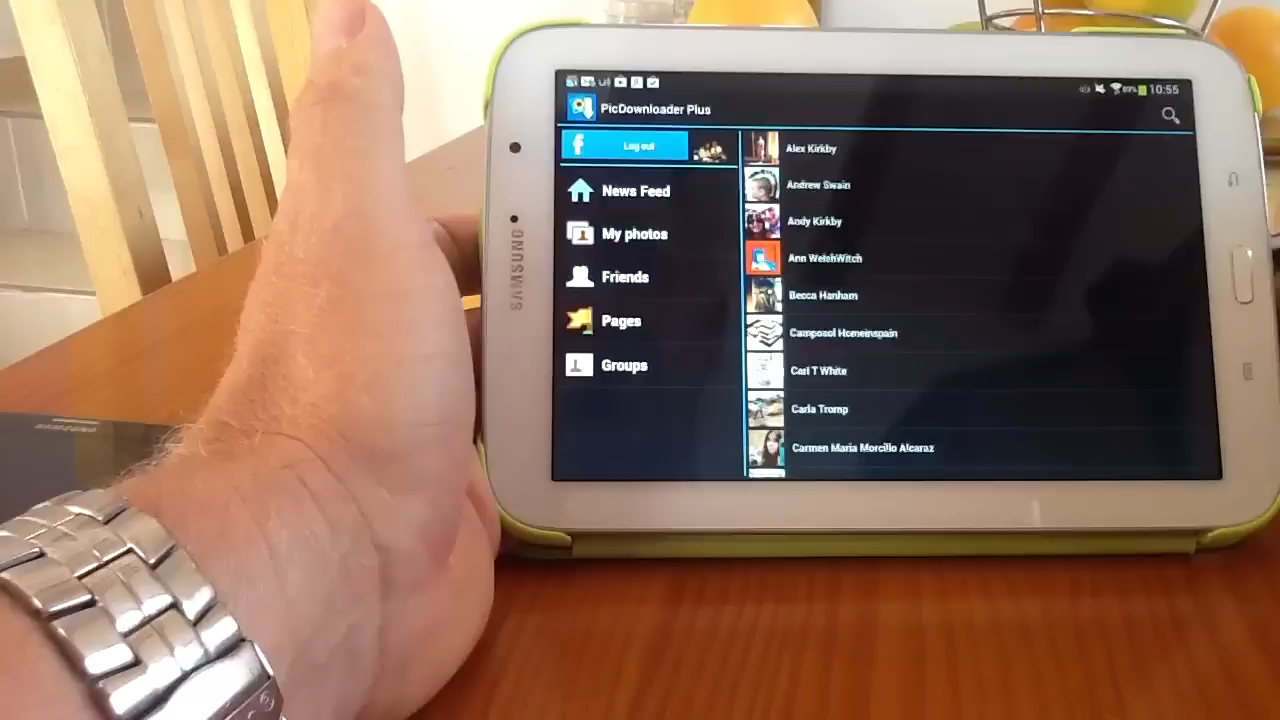 10:55
PicDownloader Plus
Log out
News Feed
My photos
Friends
Pages
Groups
Alex Kirkby
Andrew Swain
Andy Kirkby
Ann WelchWitch
Becca Hanham
Camposol Homeinspain
Carl T White
Carla Tromp
Carmen Maria Morcillo Alcaraz
SAMSUNG